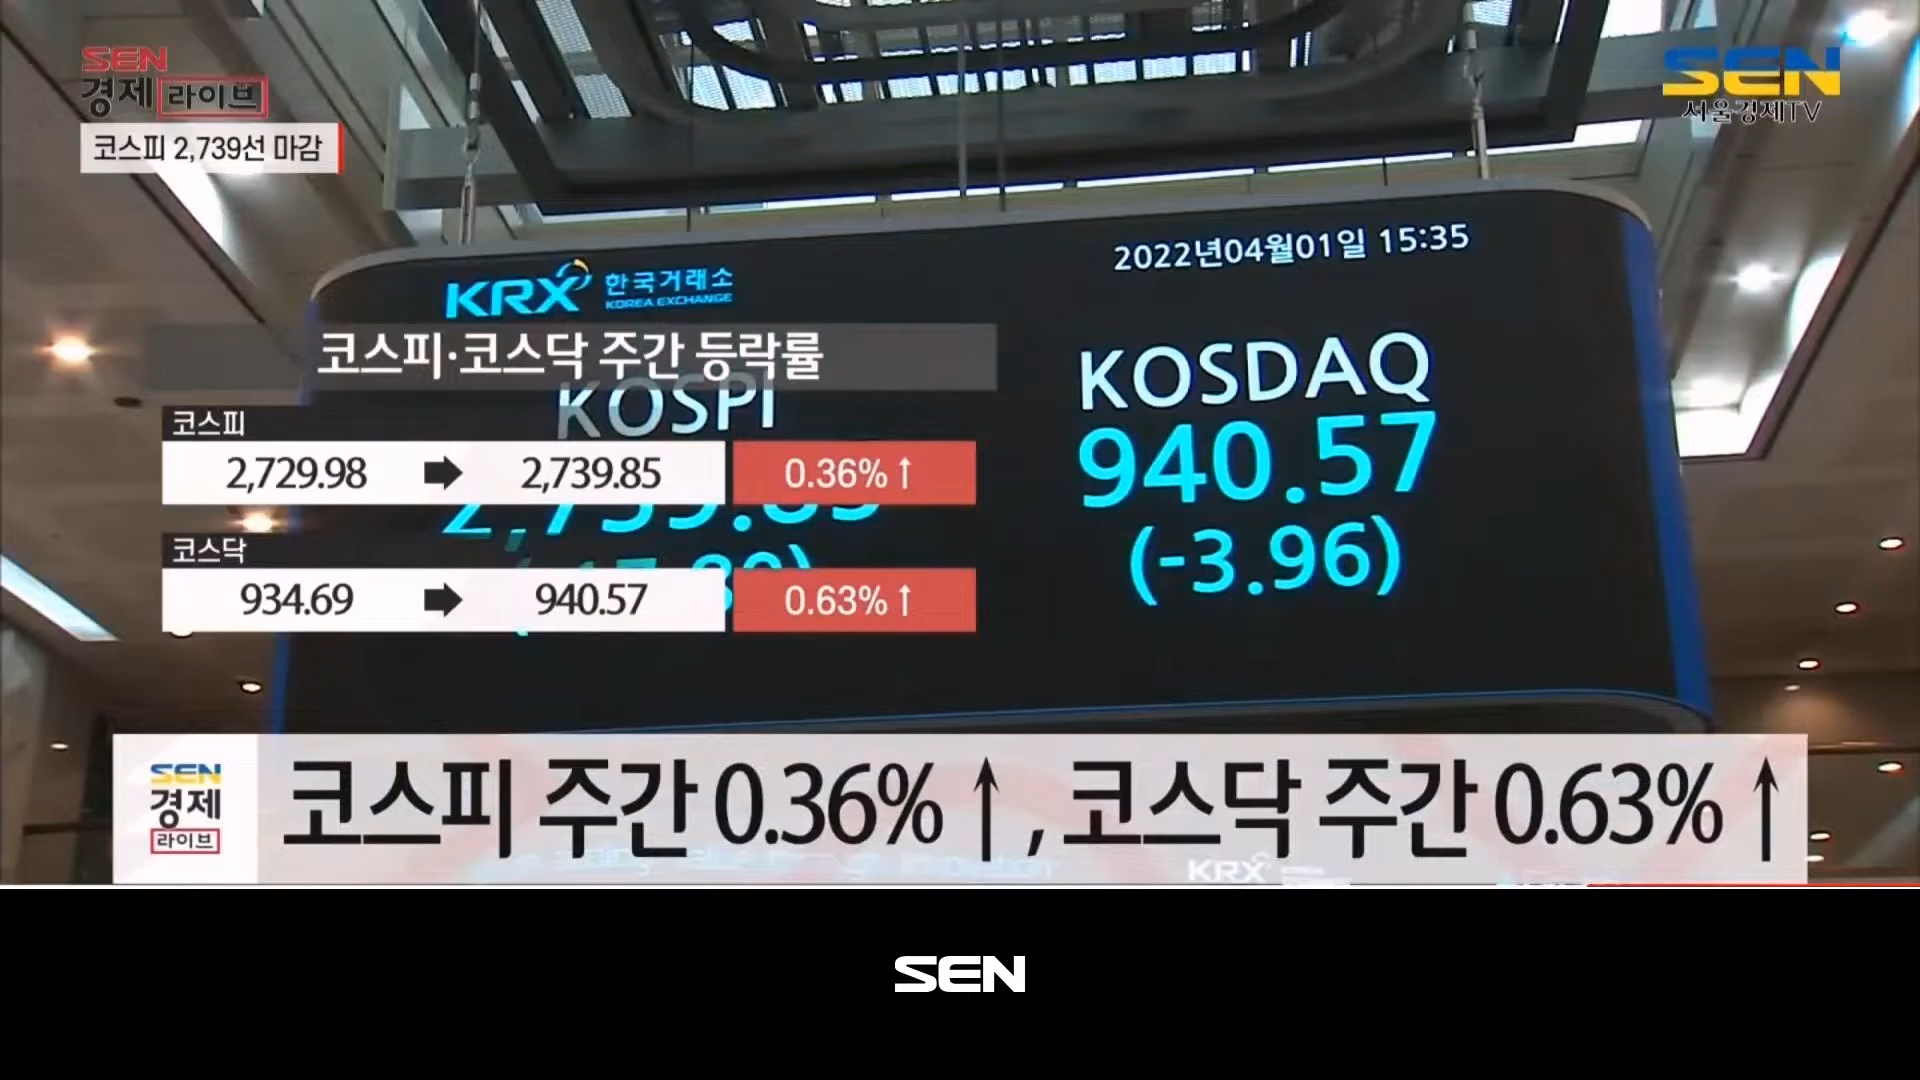 SEN
경제 라이브
코스피 2,739선 마감
SEN
서울경제TV
2022년04월01일 15:35
KRX 한국거래소
KOREA EXCHANGE
코스피·코스닥 주간 등락률
KOSPI
코스피
2,729.98 → 2,739.85 0.36%↑
코스닥
934.69 → 940.57 0.63%↑
KOSDAQ
940.57
(-3.96)
SEN
경제
라이브
코스피 주간 0.36%↑, 코스닥 주간 0.63%↑
KRX
SEN